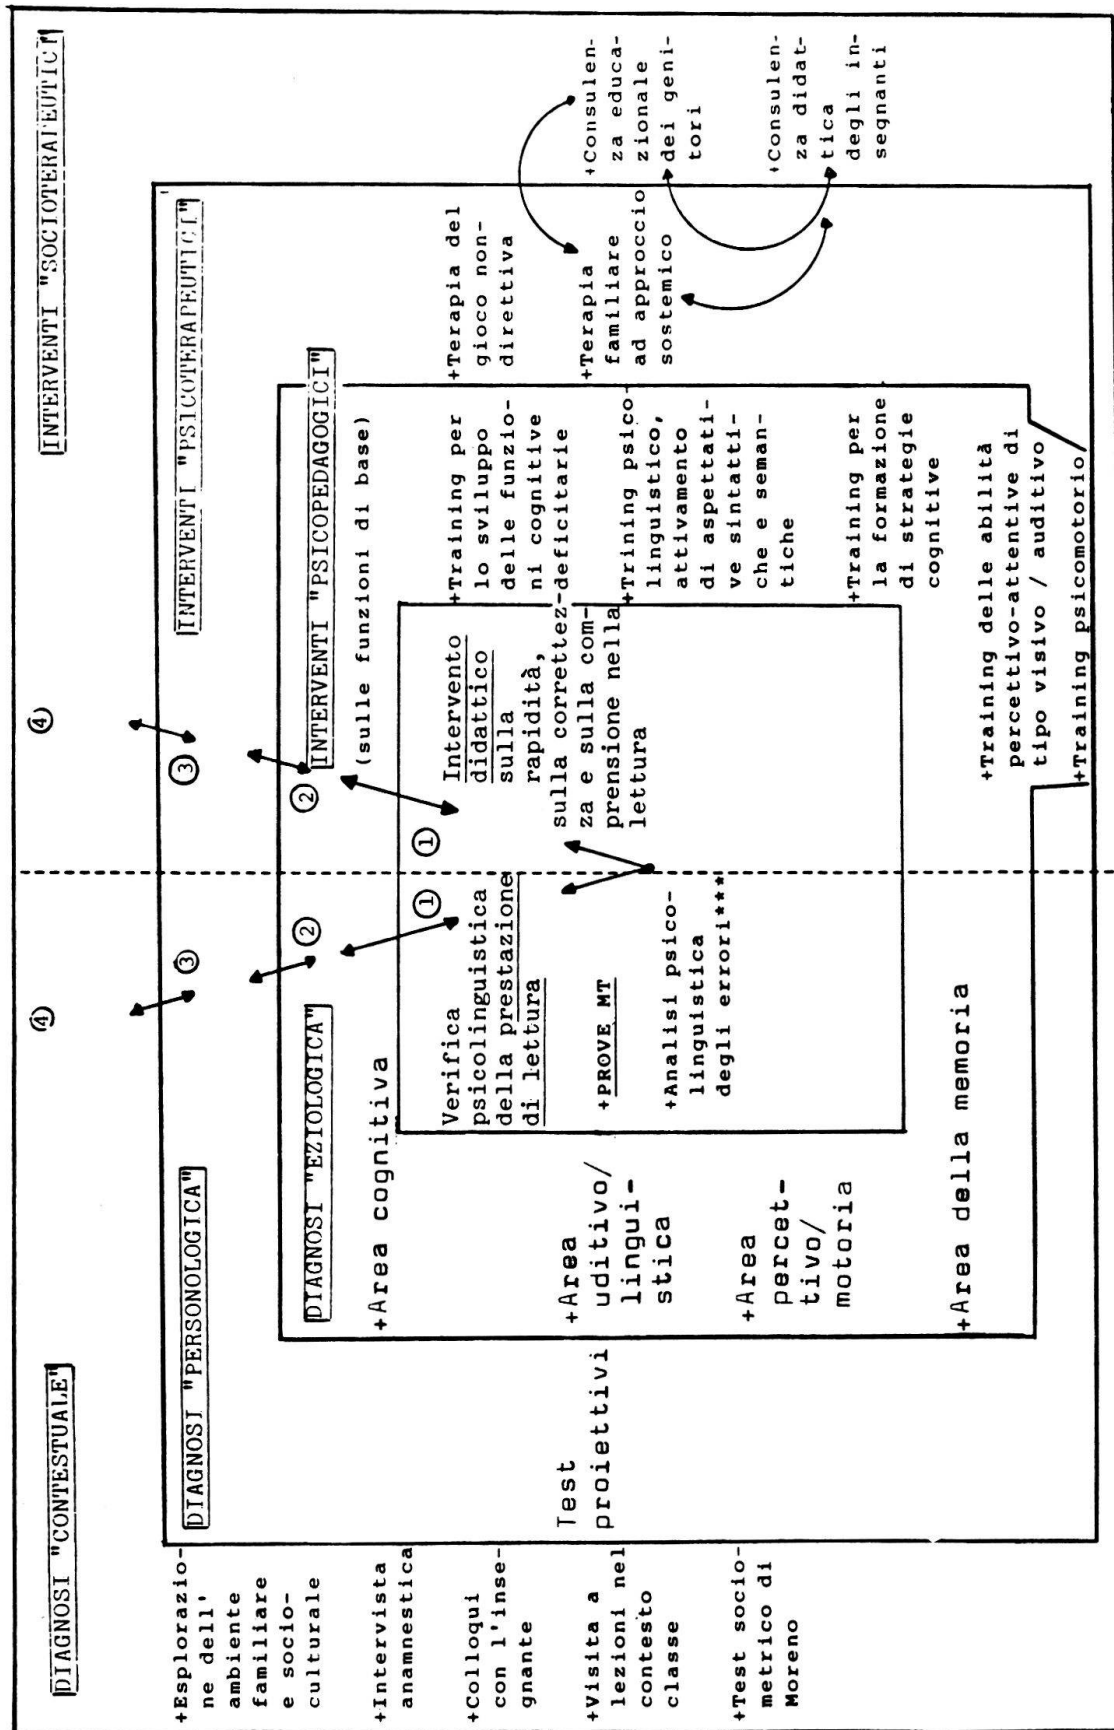 DIAGNOSI "CONTESTUALE"
④
④
INTERVENTI "SOCIOTERAPEUTICI"
+Esplorazio-
ne dell'
ambiente
familiare
e socio-
culturale
+Intervista
anamnestica
+Colloqui
con l'inse-
gnante
+Visita a
lezioni nel
contesto
classe
+Test socio-
metrico di
Moreno
DIAGNOSI "PERSONOLOGICA"
③
③
INTERVENTI "PSICOTERAPEUTICI"
Test
proiettivi
DIAGNOSI "EZIOLOGICA"
②
②
INTERVENTI "PSICOPEDAGOGICI"
(sulle funzioni di base)
+Area cognitiva
+Area
uditivo/
lingui-
stica
+Area
percet-
tivo/
motoria
+Area della memoria
①
①
Verifica
psicolinguistica
della prestazione
di lettura
+PROVE MT
+Analisi psico-
linguistica
degli errori***
Intervento
didattico
sulla
rapidità,
sulla correttez-
za e sulla com-
prensione nella
lettura
+Training per
lo sviluppo
delle funzio-
ni cognitive
deficitarie
+Trining psico-
linguistico,
attivamento
di aspettati-
ve sintatti-
che e seman-
tiche
+Training per
la formazione
di strategie
cognitive
+Training delle abilità
percettivo-attentive di
tipo visivo / auditivo
+Training psicomotorio
+Terapia del
gioco non-
direttiva
+Terapia
familiare
ad approccio
sostemico
+Consulen-
za educa-
zionale
dei geni-
tori
+Consulen-
za didat-
tica
degli in-
segnanti